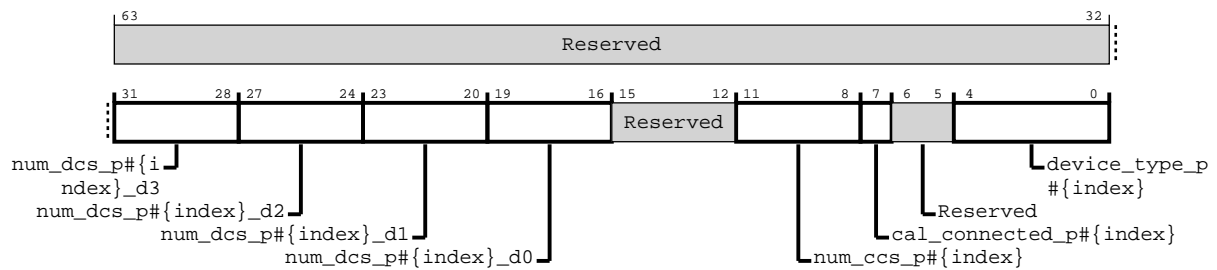 63 32
Reserved
31 28 27 24 23 20 19 16 15 12 11 8 7 6 5 4 0
Reserved
num_dcs_p#{i
ndex}_d3
device_type_p
#{index}
num_dcs_p#{index}_d2
Reserved
num_dcs_p#{index}_d1
cal_connected_p#{index}
num_dcs_p#{index}_d0
num_ccs_p#{index}